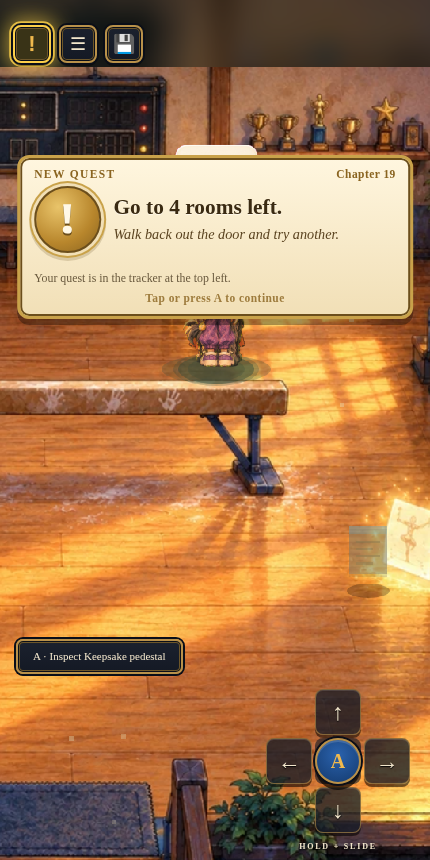 !
☰
NEW QUEST
Chapter 19
!
Go to 4 rooms left.
Walk back out the door and try another.
Your quest is in the tracker at the top left.
Tap or press A to continue
A · Inspect Keepsake pedestal
↑
← A →
↓
HOLD + SLIDE